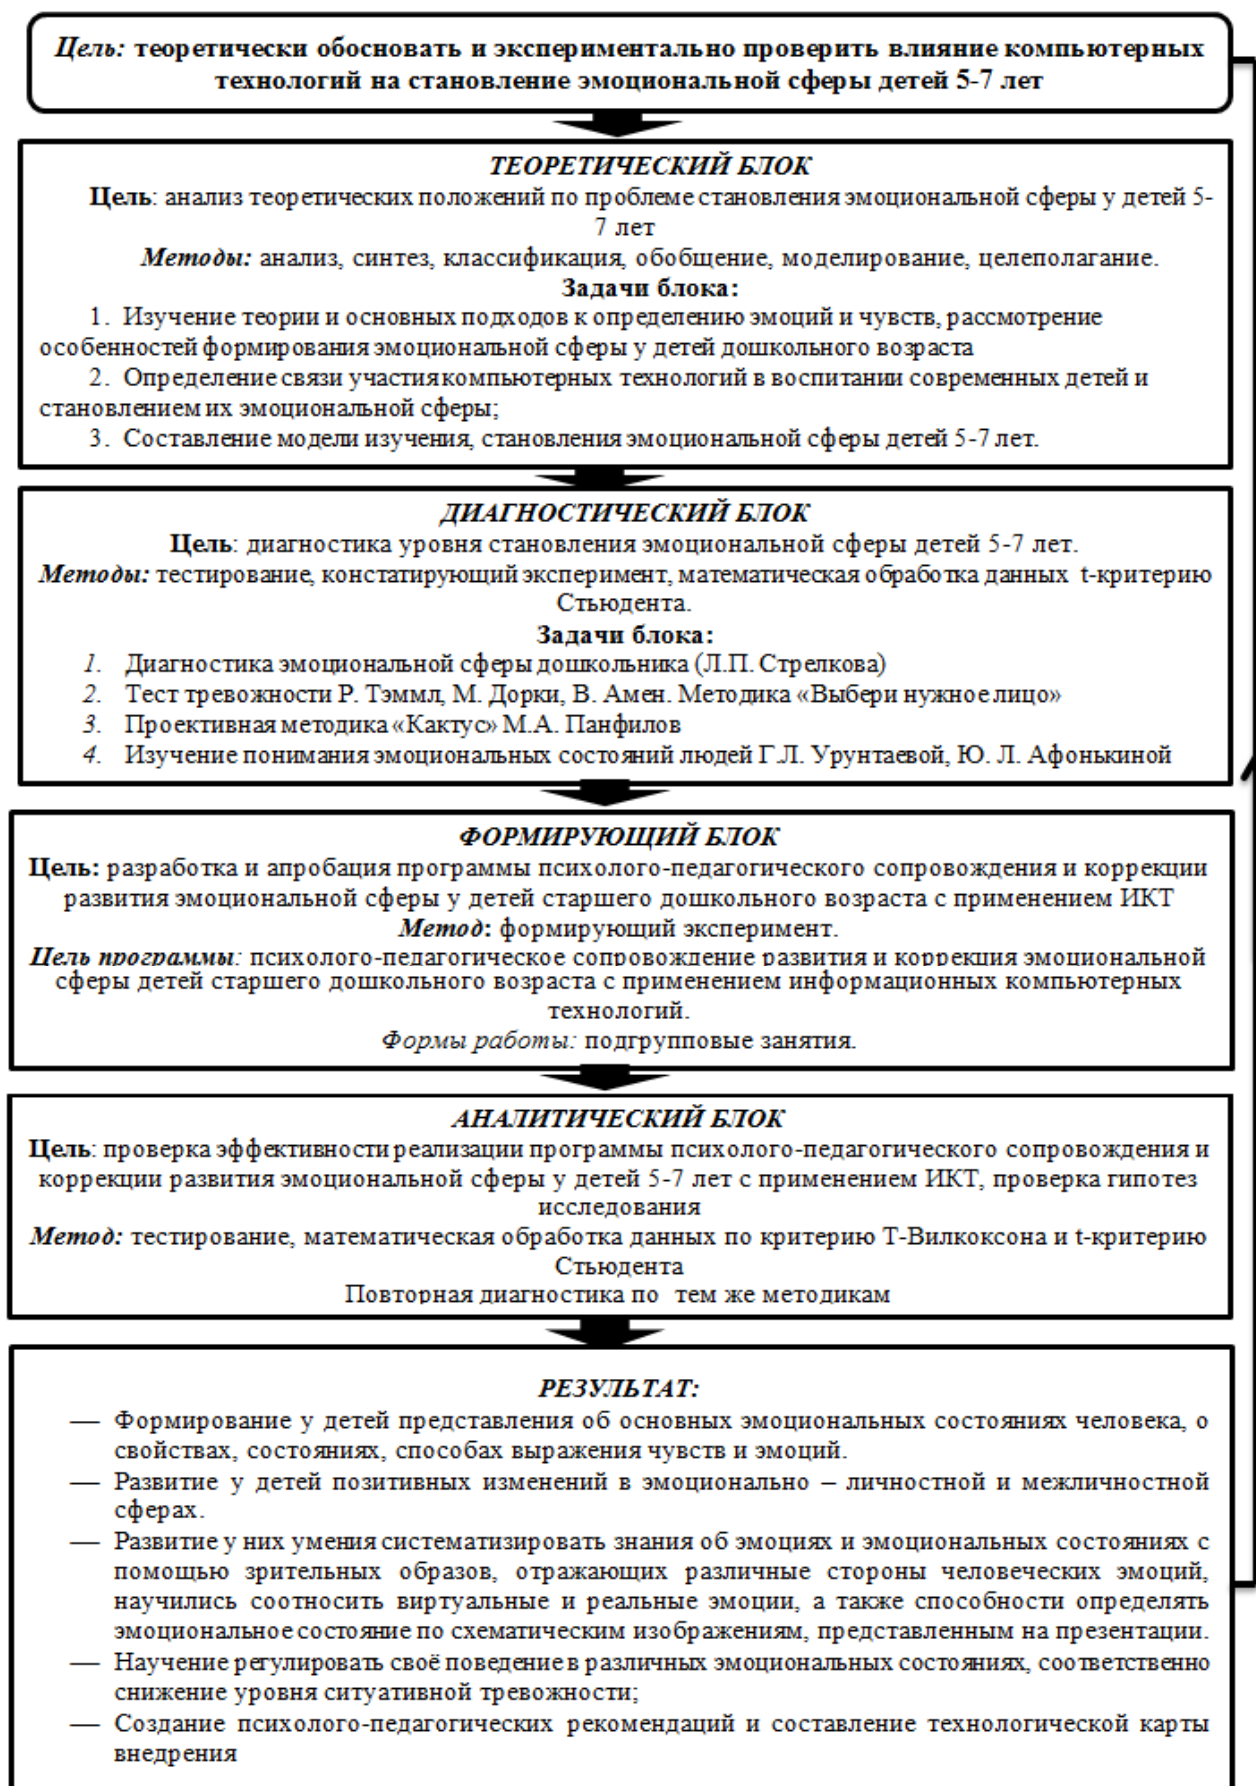 Цель: теоретически обосновать и экспериментально проверить влияние компьютерных
технологий на становление эмоциональной сферы детей 5-7 лет
ТЕОРЕТИЧЕСКИЙ БЛОК
Цель: анализ теоретических положений по проблеме становления эмоциональной сферы у детей 5-
7 лет
Методы: анализ, синтез, классификация, обобщение, моделирование, целеполагание.
Задачи блока:
1. Изучение теории и основных подходов к определению эмоций и чувств, рассмотрение
особенностей формирования эмоциональной сферы у детей дошкольного возраста
2. Определение связи участия компьютерных технологий в воспитании современных детей и
становлением их эмоциональной сферы;
3. Составление модели изучения, становления эмоциональной сферы детей 5-7 лет.
ДИАГНОСТИЧЕСКИЙ БЛОК
Цель: диагностика уровня становления эмоциональной сферы детей 5-7 лет.
Методы: тестирование, констатирующий эксперимент, математическая обработка данных t-критерию
Стьюдента.
Задачи блока:
1. Диагностика эмоциональной сферы дошкольника (Л.П. Стрелкова)
2. Тест тревожности Р. Тэммл, М. Дорки, В. Амен. Методика «Выбери нужное лицо»
3. Проективная методика «Кактус» М.А. Панфилов
4. Изучение понимания эмоциональных состояний людей Г.Л. Урунтаевой, Ю. Л. Афонькиной
ФОРМИРУЮЩИЙ БЛОК
Цель: разработка и апробация программы психолого-педагогического сопровождения и коррекции
развития эмоциональной сферы у детей старшего дошкольного возраста с применением ИКТ
Метод: формирующий эксперимент.
Цель программы: психолого-педагогическое сопровождение развития и коррекция эмоциональной
сферы детей старшего дошкольного возраста с применением информационных компьютерных
технологий.
Формы работы: подгрупповые занятия.
АНАЛИТИЧЕСКИЙ БЛОК
Цель: проверка эффективности реализации программы психолого-педагогического сопровождения и
коррекции развития эмоциональной сферы у детей 5-7 лет с применением ИКТ, проверка гипотез
исследования
Метод: тестирование, математическая обработка данных по критерию Т-Вилкоксона и t-критерию
Стьюдента
Повторная диагностика по тем же методикам
РЕЗУЛЬТАТ:
— Формирование у детей представления об основных эмоциональных состояниях человека, о
свойствах, состояниях, способах выражения чувств и эмоций.
— Развитие у детей позитивных изменений в эмоционально – личностной и межличностной
сферах.
— Развитие у них умения систематизировать знания об эмоциях и эмоциональных состояниях с
помощью зрительных образов, отражающих различные стороны человеческих эмоций,
научились соотносить виртуальные и реальные эмоции, а также способности определять
эмоциональное состояние по схематическим изображениям, представленным на презентации.
— Научение регулировать своё поведение в различных эмоциональных состояниях, соответственно
снижение уровня ситуативной тревожности;
— Создание психолого-педагогических рекомендаций и составление технологической карты
внедрения